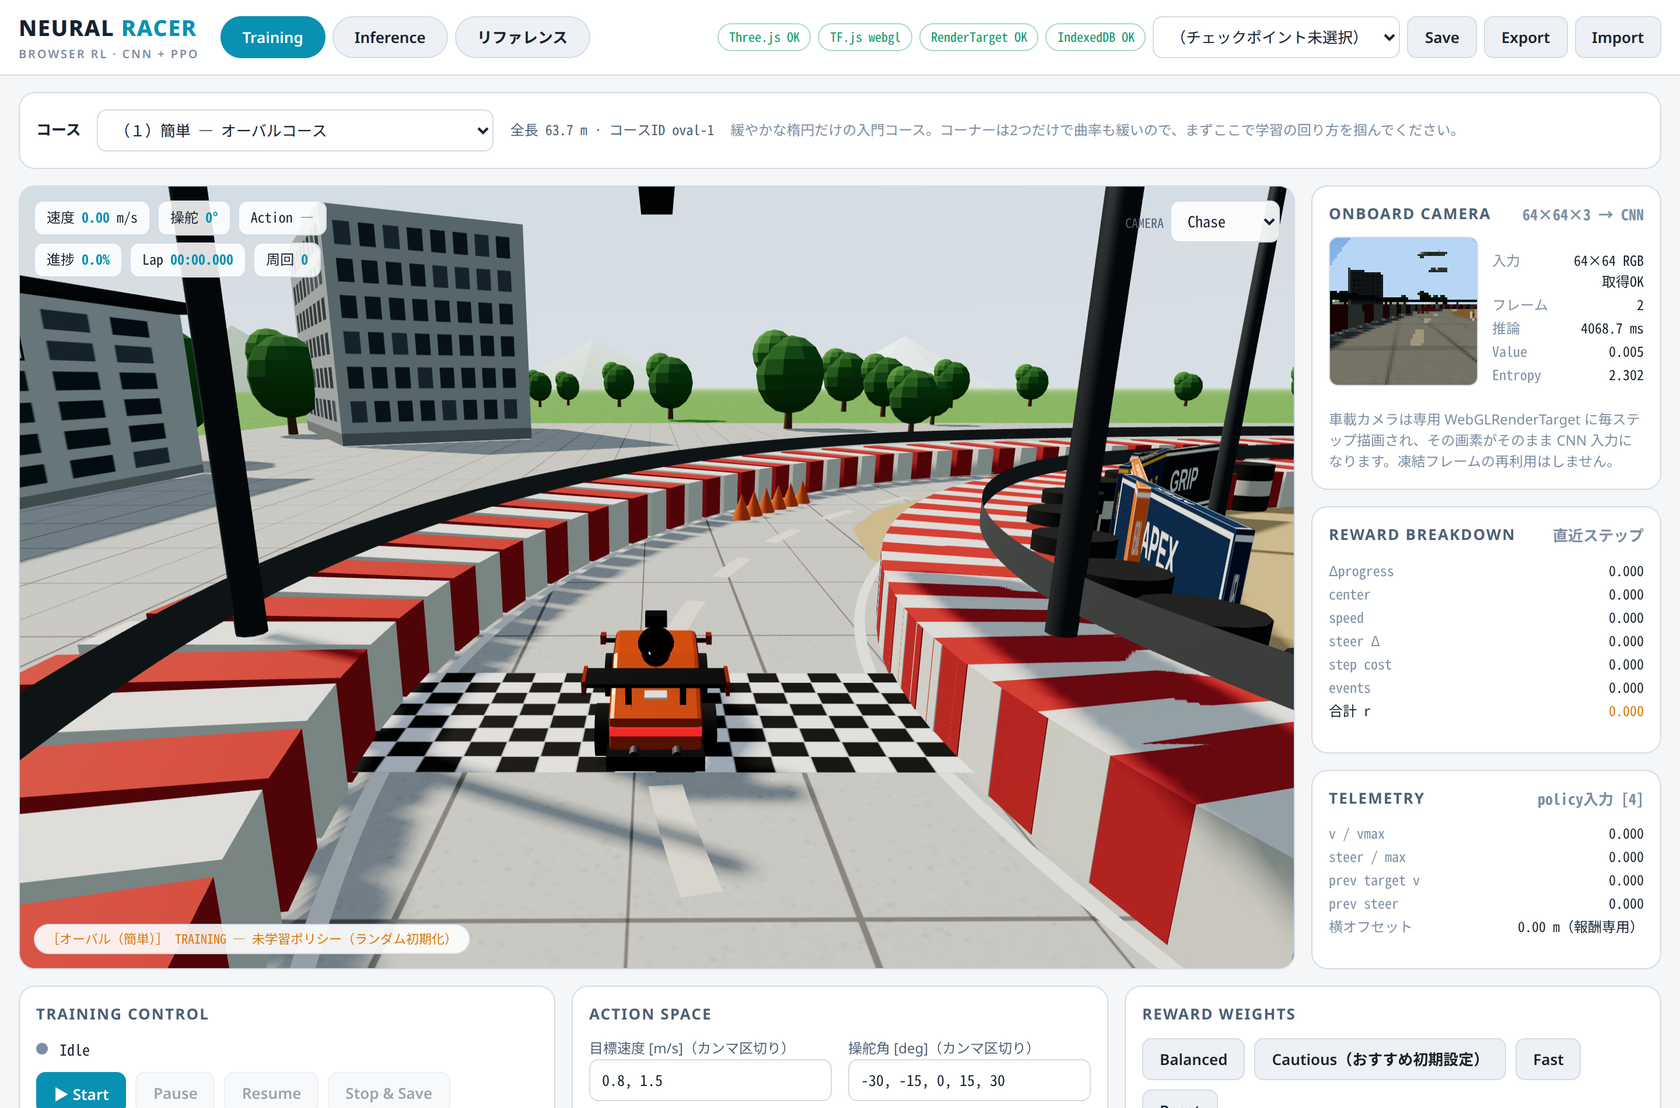 NEURAL RACER
BROWSER RL · CNN + PPO
Training
Inference
リファレンス
Three.js OK
TF.js webgl
RenderTarget OK
IndexedDB OK
（チェックポイント未選択）
Save
Export
Import
コース
（1）簡単 — オーバルコース
全長 63.7 m · コースID oval-1 緩やかな楕円だけの入門コース。コーナーは2つだけで曲率も緩いので、まずここで学習の回り方を掴んでください。
速度 0.00 m/s
操舵 0°
Action —
進捗 0.0%
Lap 00:00.000
周回 0
CAMERA
Chase
GRIP
APEX
［オーバル（簡単）］ TRAINING — 未学習ポリシー（ランダム初期化）
ONBOARD CAMERA
64×64×3 → CNN
入力 64×64 RGB
取得OK
フレーム 2
推論 4068.7 ms
Value 0.005
Entropy 2.302
車載カメラは専用 WebGLRenderTarget に毎ステ
ップ描画され、その画素がそのまま CNN 入力に
なります。凍結フレームの再利用はしません。
REWARD BREAKDOWN
直近ステップ
Δprogress 0.000
center 0.000
speed 0.000
steer Δ 0.000
step cost 0.000
events 0.000
合計 r 0.000
TELEMETRY
policy入力 [4]
v / vmax 0.000
steer / max 0.000
prev target v 0.000
prev steer 0.000
横オフセット 0.00 m（報酬専用）
TRAINING CONTROL
Idle
▶ Start
Pause
Resume
Stop & Save
ACTION SPACE
目標速度 [m/s]（カンマ区切り）
0.8, 1.5
操舵角 [deg]（カンマ区切り）
-30, -15, 0, 15, 30
REWARD WEIGHTS
Balanced
Cautious（おすすめ初期設定）
Fast